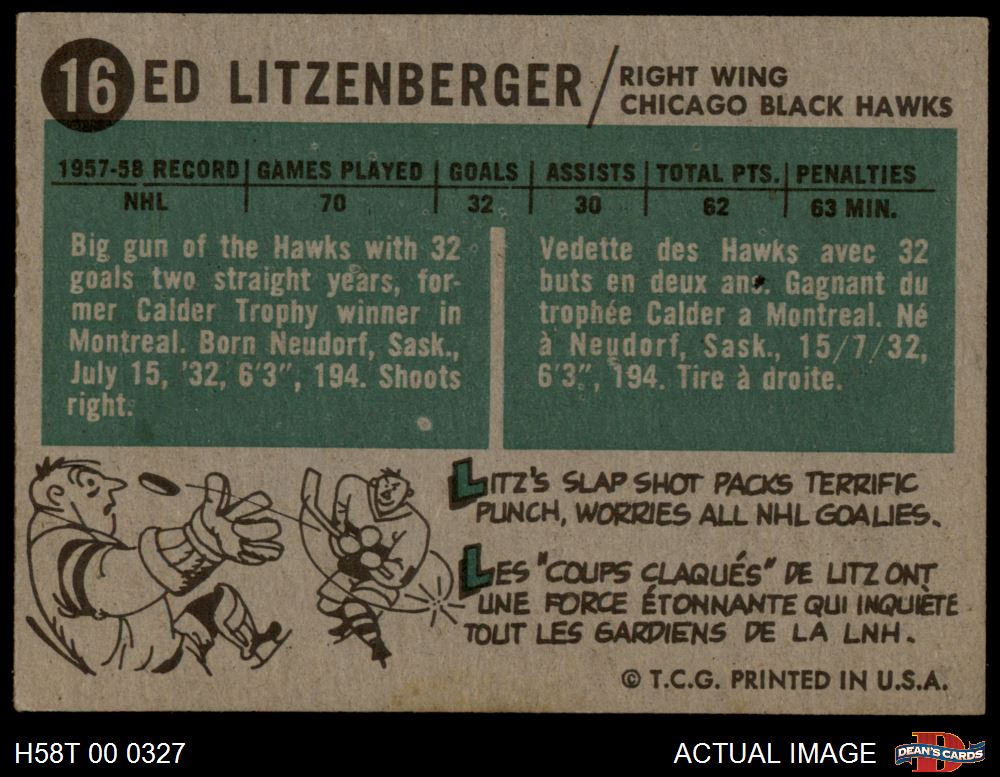 16 ED LITZENBERGER / RIGHT WING
CHICAGO BLACK HAWKS
1957-58 RECORD | GAMES PLAYED | GOALS | ASSISTS | TOTAL PTS. | PENALTIES
NHL | 70 | 32 | 30 | 62 | 63 MIN.
Big gun of the Hawks with 32
goals two straight years, for-
mer Calder Trophy winner in
Montreal. Born Neudorf, Sask.,
July 15, '32, 6'3", 194. Shoots
right.
Vedette des Hawks avec 32
buts en deux ans. Gagnant du
trophée Calder a Montreal. Né
à Neudorf, Sask., 15/7/32,
6'3", 194. Tire à droite.
LITZ'S SLAP SHOT PACKS TERRIFIC
PUNCH, WORRIES ALL NHL GOALIES.
LES "COUPS CLAQUÉS" DE LITZ ONT
UNE FORCE ÉTONNANTE QUI INQUIÈTE
TOUT LES GARDIENS DE LA LNH.
© T.C.G. PRINTED IN U.S.A.
H58T 00 0327
ACTUAL IMAGE
D
DEAN'S CARDS